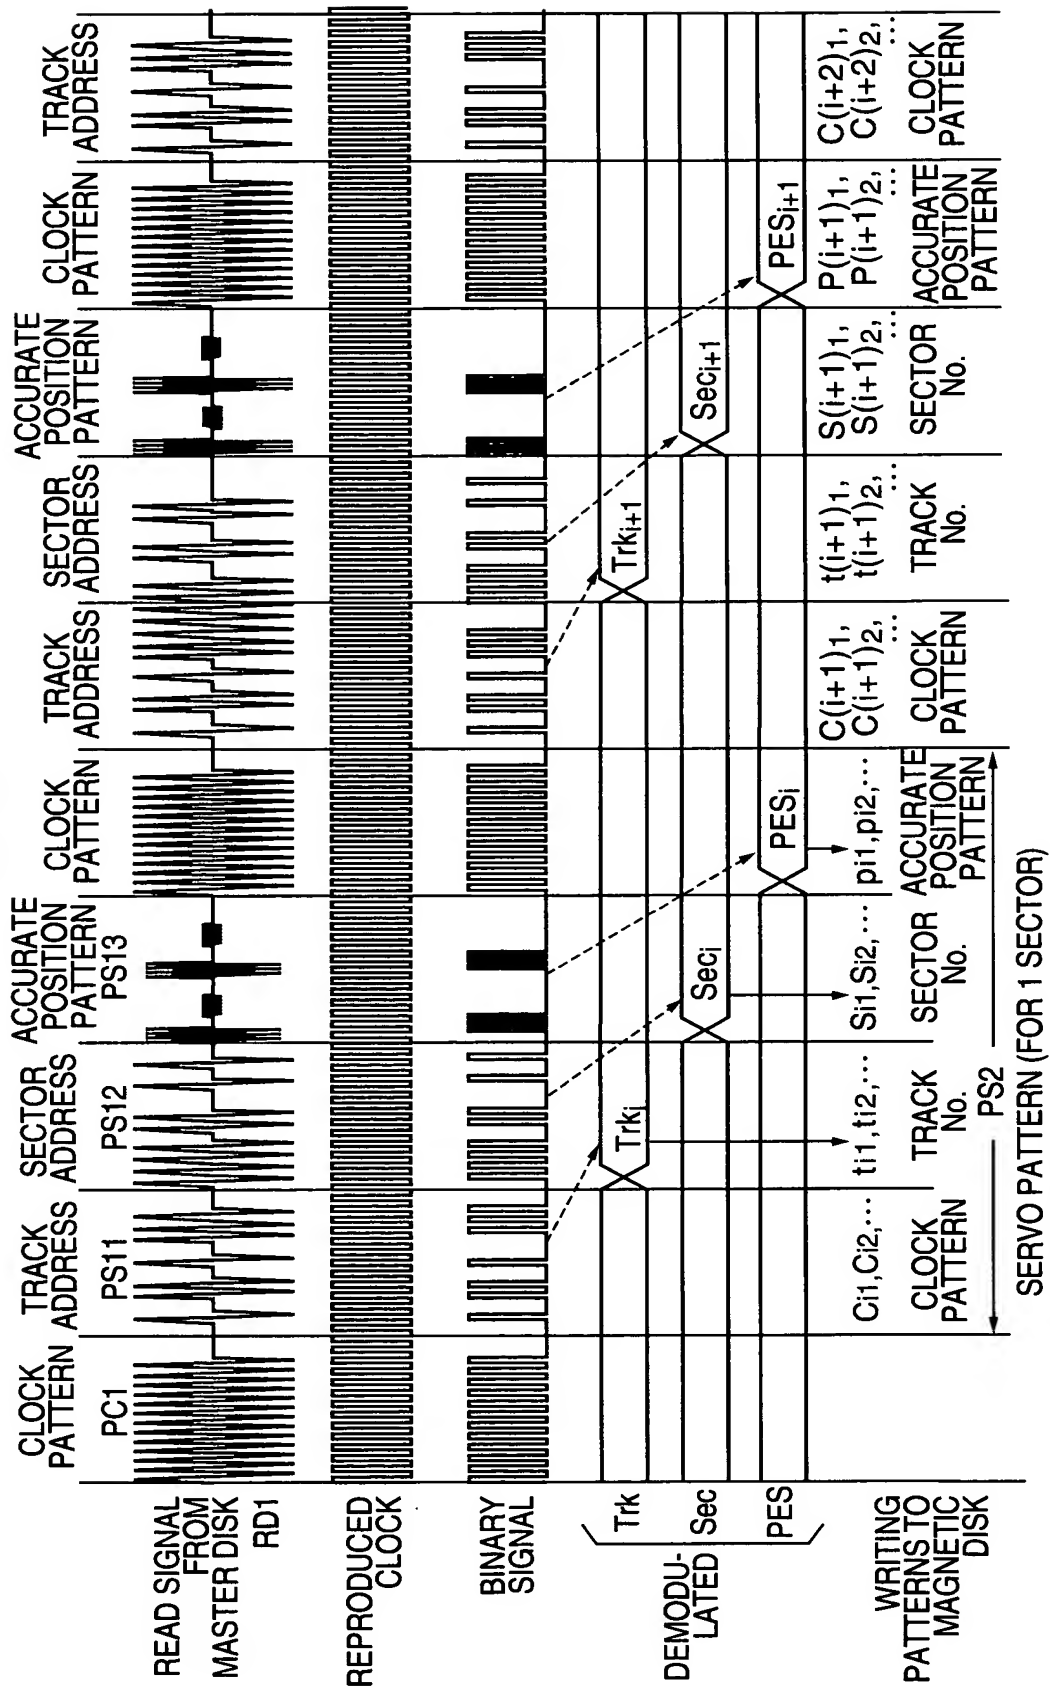 CLOCK
PATTERN
PC1
TRACK
ADDRESS
PS11
SECTOR
ADDRESS
PS12
ACCURATE
POSITION
PATTERN
PS13
CLOCK
PATTERN
TRACK
ADDRESS
SECTOR
ADDRESS
ACCURATE
POSITION
PATTERN
CLOCK
PATTERN
TRACK
ADDRESS
READ SIGNAL
FROM
MASTER DISK
RD1
REPRODUCED
CLOCK
BINARY
SIGNAL
DEMODU-
LATED
Trk
Trki
Trki+1
Sec
Seci
Seci+1
PES
PESi
PESi+1
WRITING
PATTERNS TO
MAGNETIC
DISK
Ci1,Ci2,...
CLOCK
PATTERN
ti1,ti2,...
TRACK
No.
Si1,Si2,...
SECTOR
No.
pi1,pi2,...
ACCURATE
POSITION
PATTERN
C(i+1)1,
C(i+1)2,
...
CLOCK
PATTERN
t(i+1)1,
t(i+1)2,
...
TRACK
No.
S(i+1)1,
S(i+1)2,
...
SECTOR
No.
P(i+1)1,
P(i+1)2,
...
ACCURATE
POSITION
PATTERN
C(i+2)1,
C(i+2)2,
...
CLOCK
PATTERN
PS2
SERVO PATTERN (FOR 1 SECTOR)